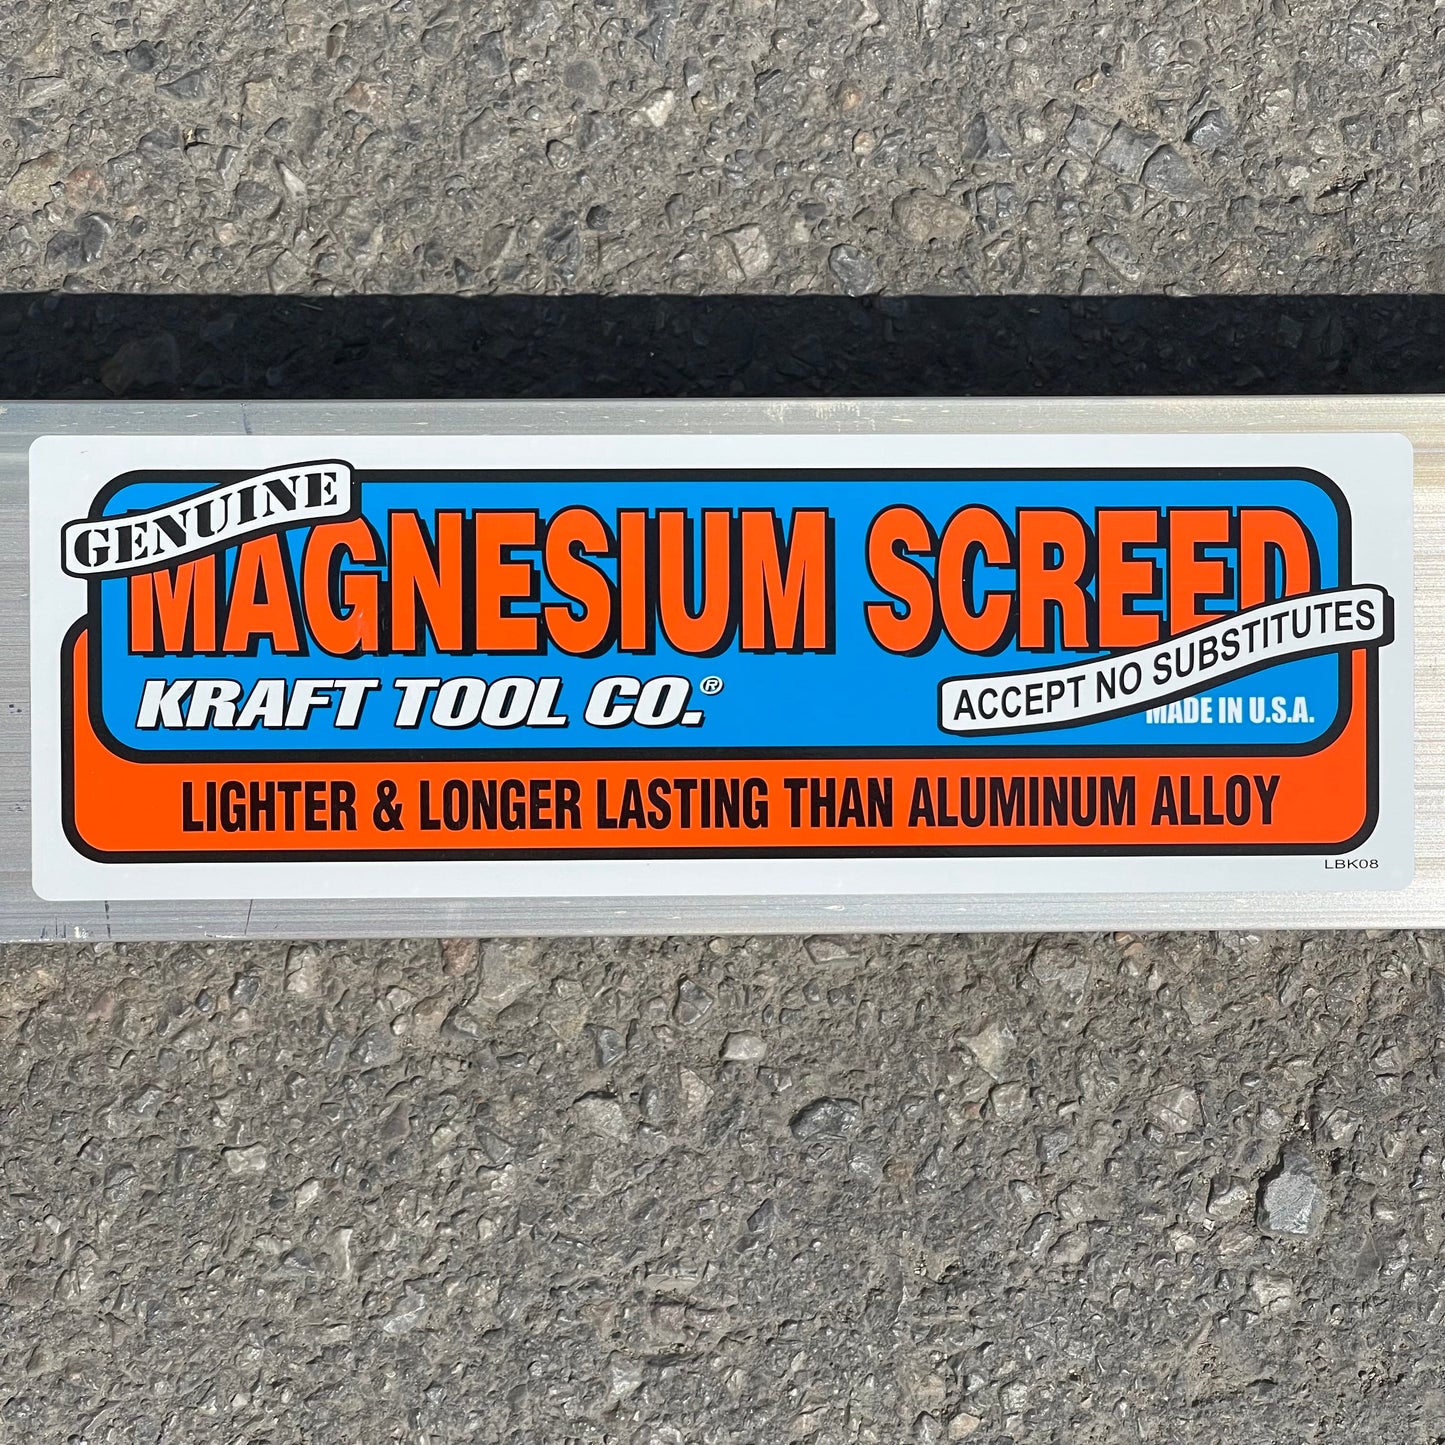 GENUINE
MAGNESIUM SCREED
KRAFT TOOL CO.®
ACCEPT NO SUBSTITUTES
MADE IN U.S.A.
LIGHTER & LONGER LASTING THAN ALUMINUM ALLOY
LBK08